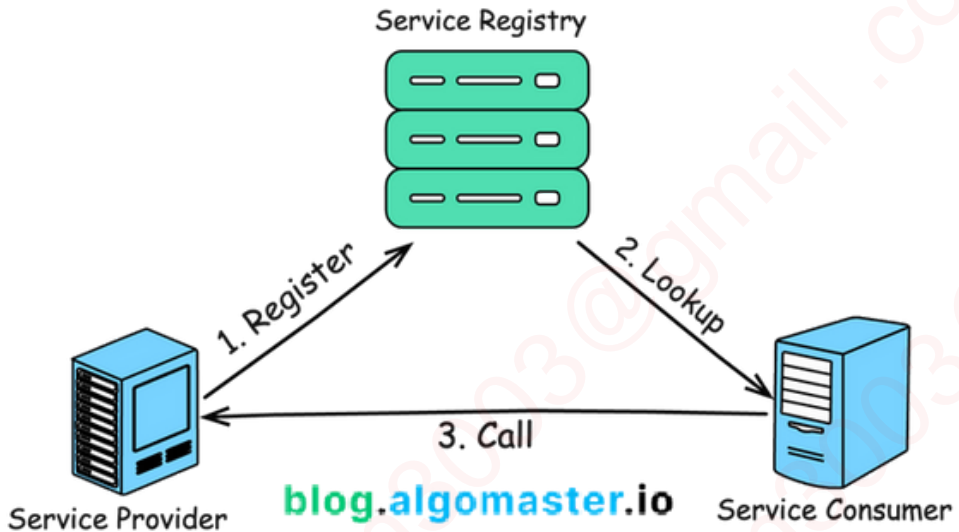 Service Registry
1. Register
2. Lookup
3. Call
Service Provider
blog.algomaster.io
Service Consumer